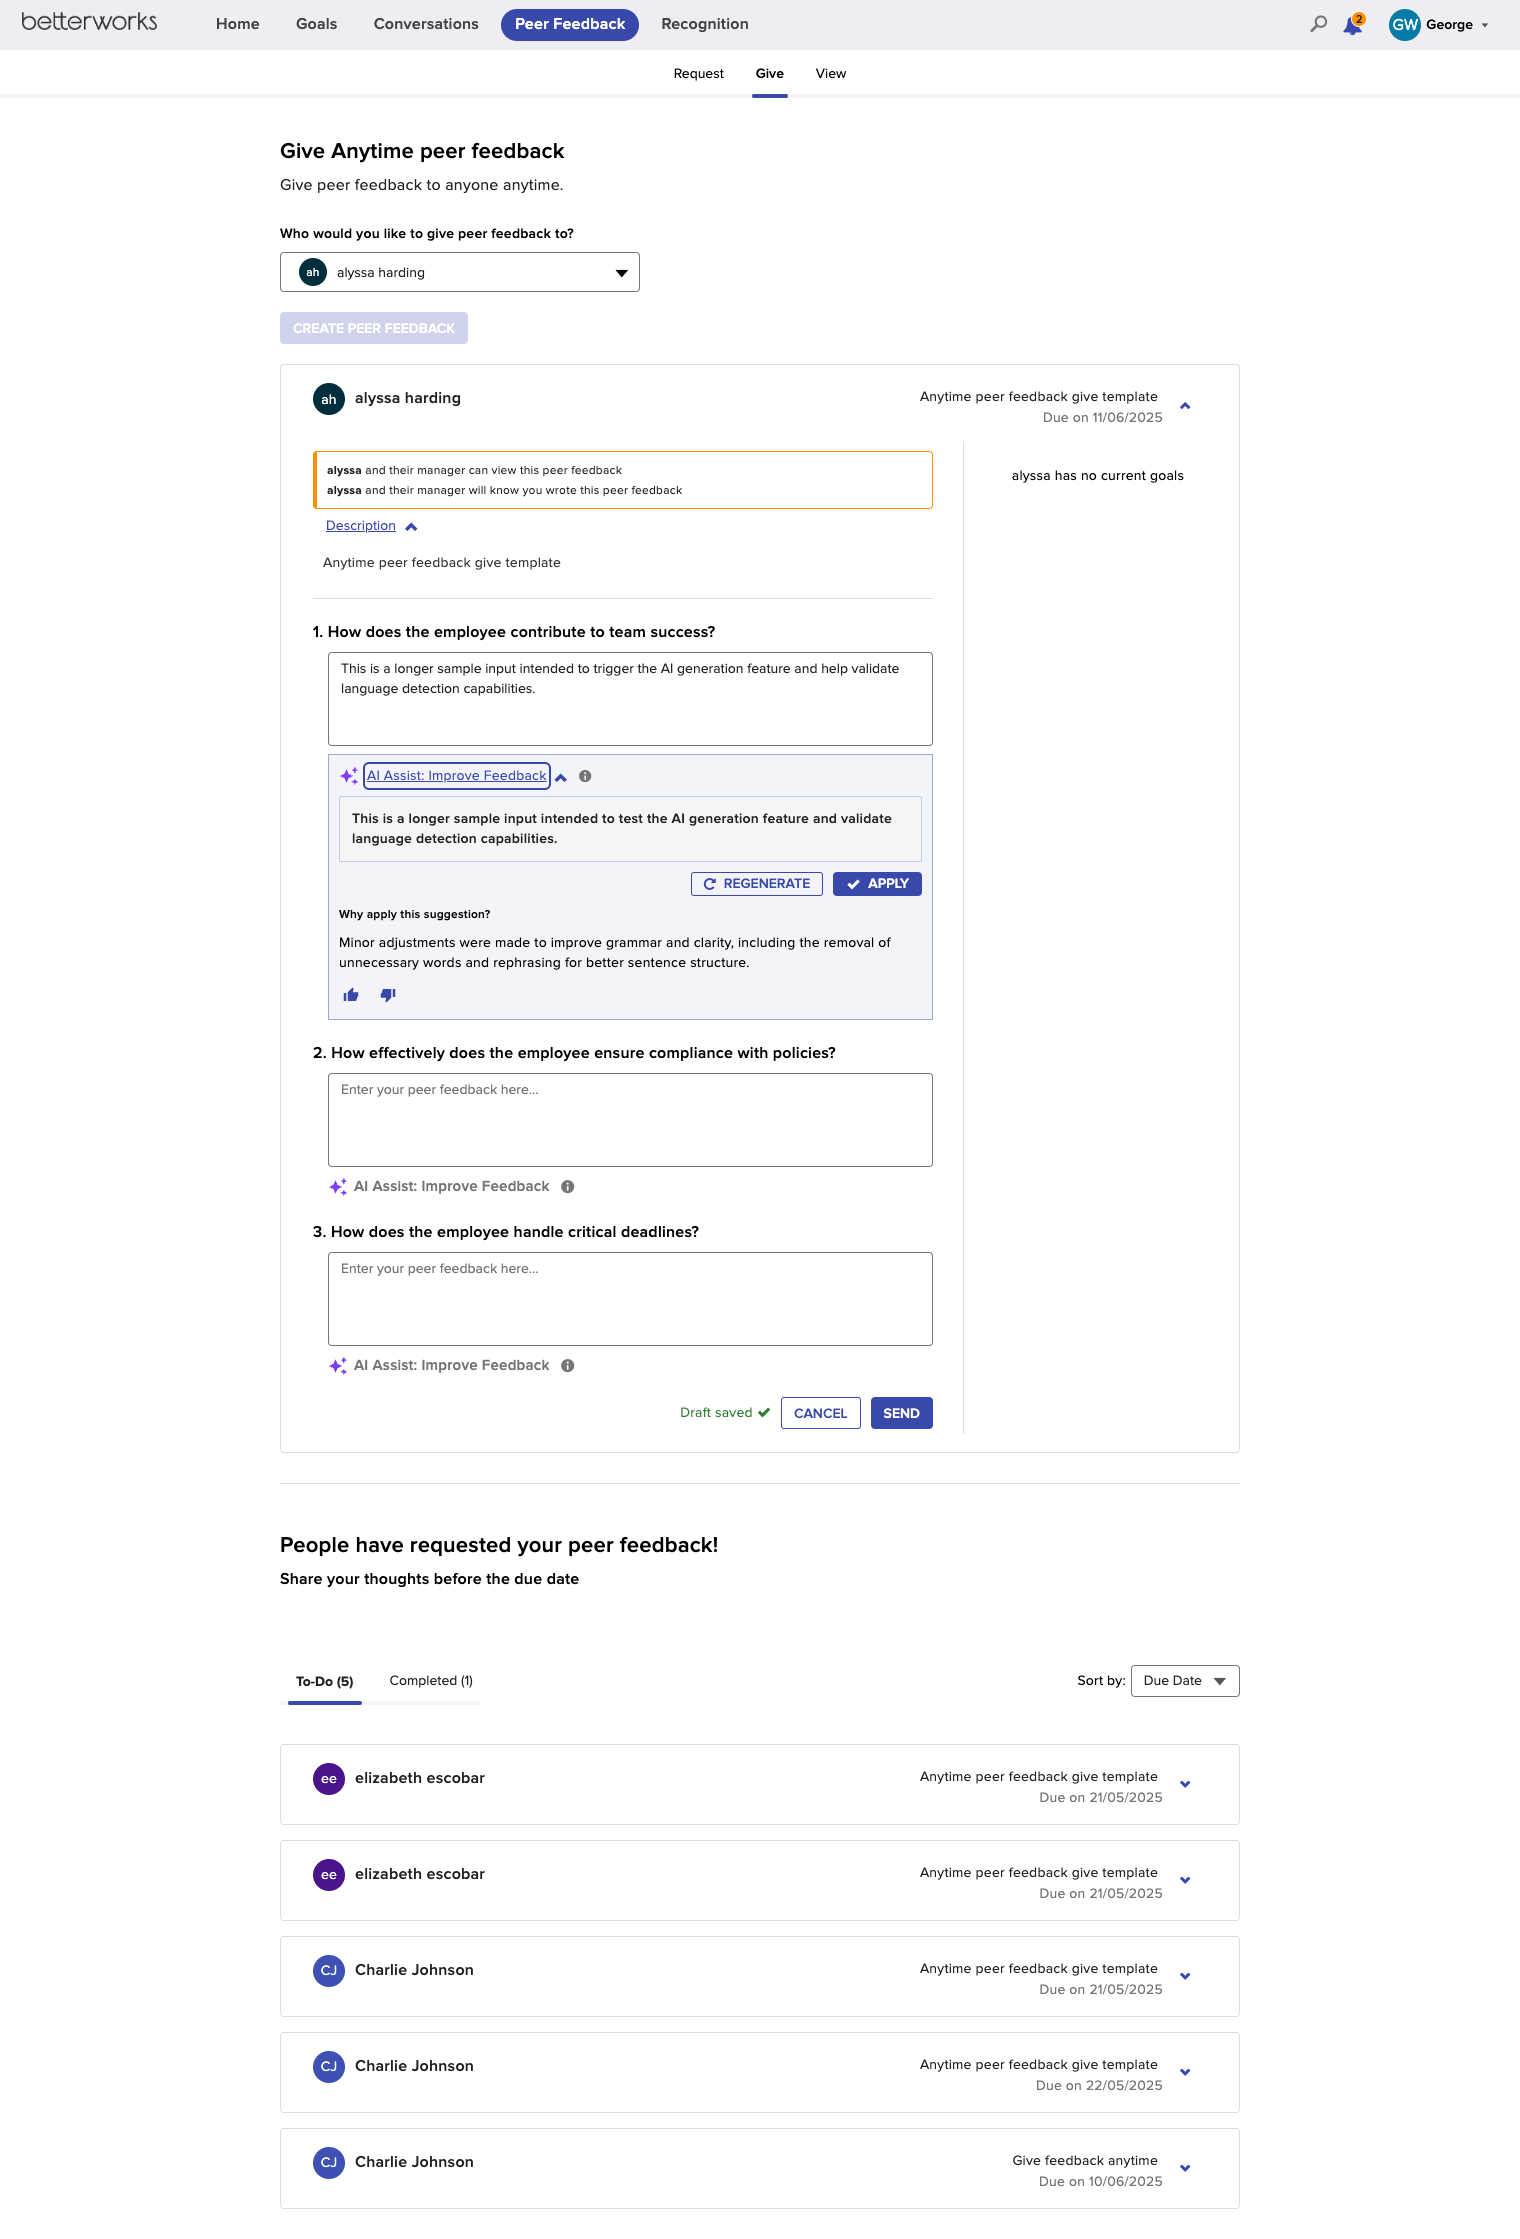 betterworks
Home Goals Conversations Peer Feedback Recognition
2
GW George
Request Give View
Give Anytime peer feedback
Give peer feedback to anyone anytime.
Who would you like to give peer feedback to?
ah alyssa harding
CREATE PEER FEEDBACK
ah alyssa harding
Anytime peer feedback give template
Due on 11/06/2025
alyssa and their manager can view this peer feedback
alyssa and their manager will know you wrote this peer feedback
alyssa has no current goals
Description
Anytime peer feedback give template
1. How does the employee contribute to team success?
This is a longer sample input intended to trigger the AI generation feature and help validate
language detection capabilities.
AI Assist: Improve Feedback
This is a longer sample input intended to test the AI generation feature and validate
language detection capabilities.
REGENERATE APPLY
Why apply this suggestion?
Minor adjustments were made to improve grammar and clarity, including the removal of
unnecessary words and rephrasing for better sentence structure.
2. How effectively does the employee ensure compliance with policies?
Enter your peer feedback here...
AI Assist: Improve Feedback
3. How does the employee handle critical deadlines?
Enter your peer feedback here...
AI Assist: Improve Feedback
Draft saved CANCEL SEND
People have requested your peer feedback!
Share your thoughts before the due date
To-Do (5) Completed (1)
Sort by: Due Date
ee elizabeth escobar
Anytime peer feedback give template
Due on 21/05/2025
ee elizabeth escobar
Anytime peer feedback give template
Due on 21/05/2025
CJ Charlie Johnson
Anytime peer feedback give template
Due on 21/05/2025
CJ Charlie Johnson
Anytime peer feedback give template
Due on 22/05/2025
CJ Charlie Johnson
Give feedback anytime
Due on 10/06/2025